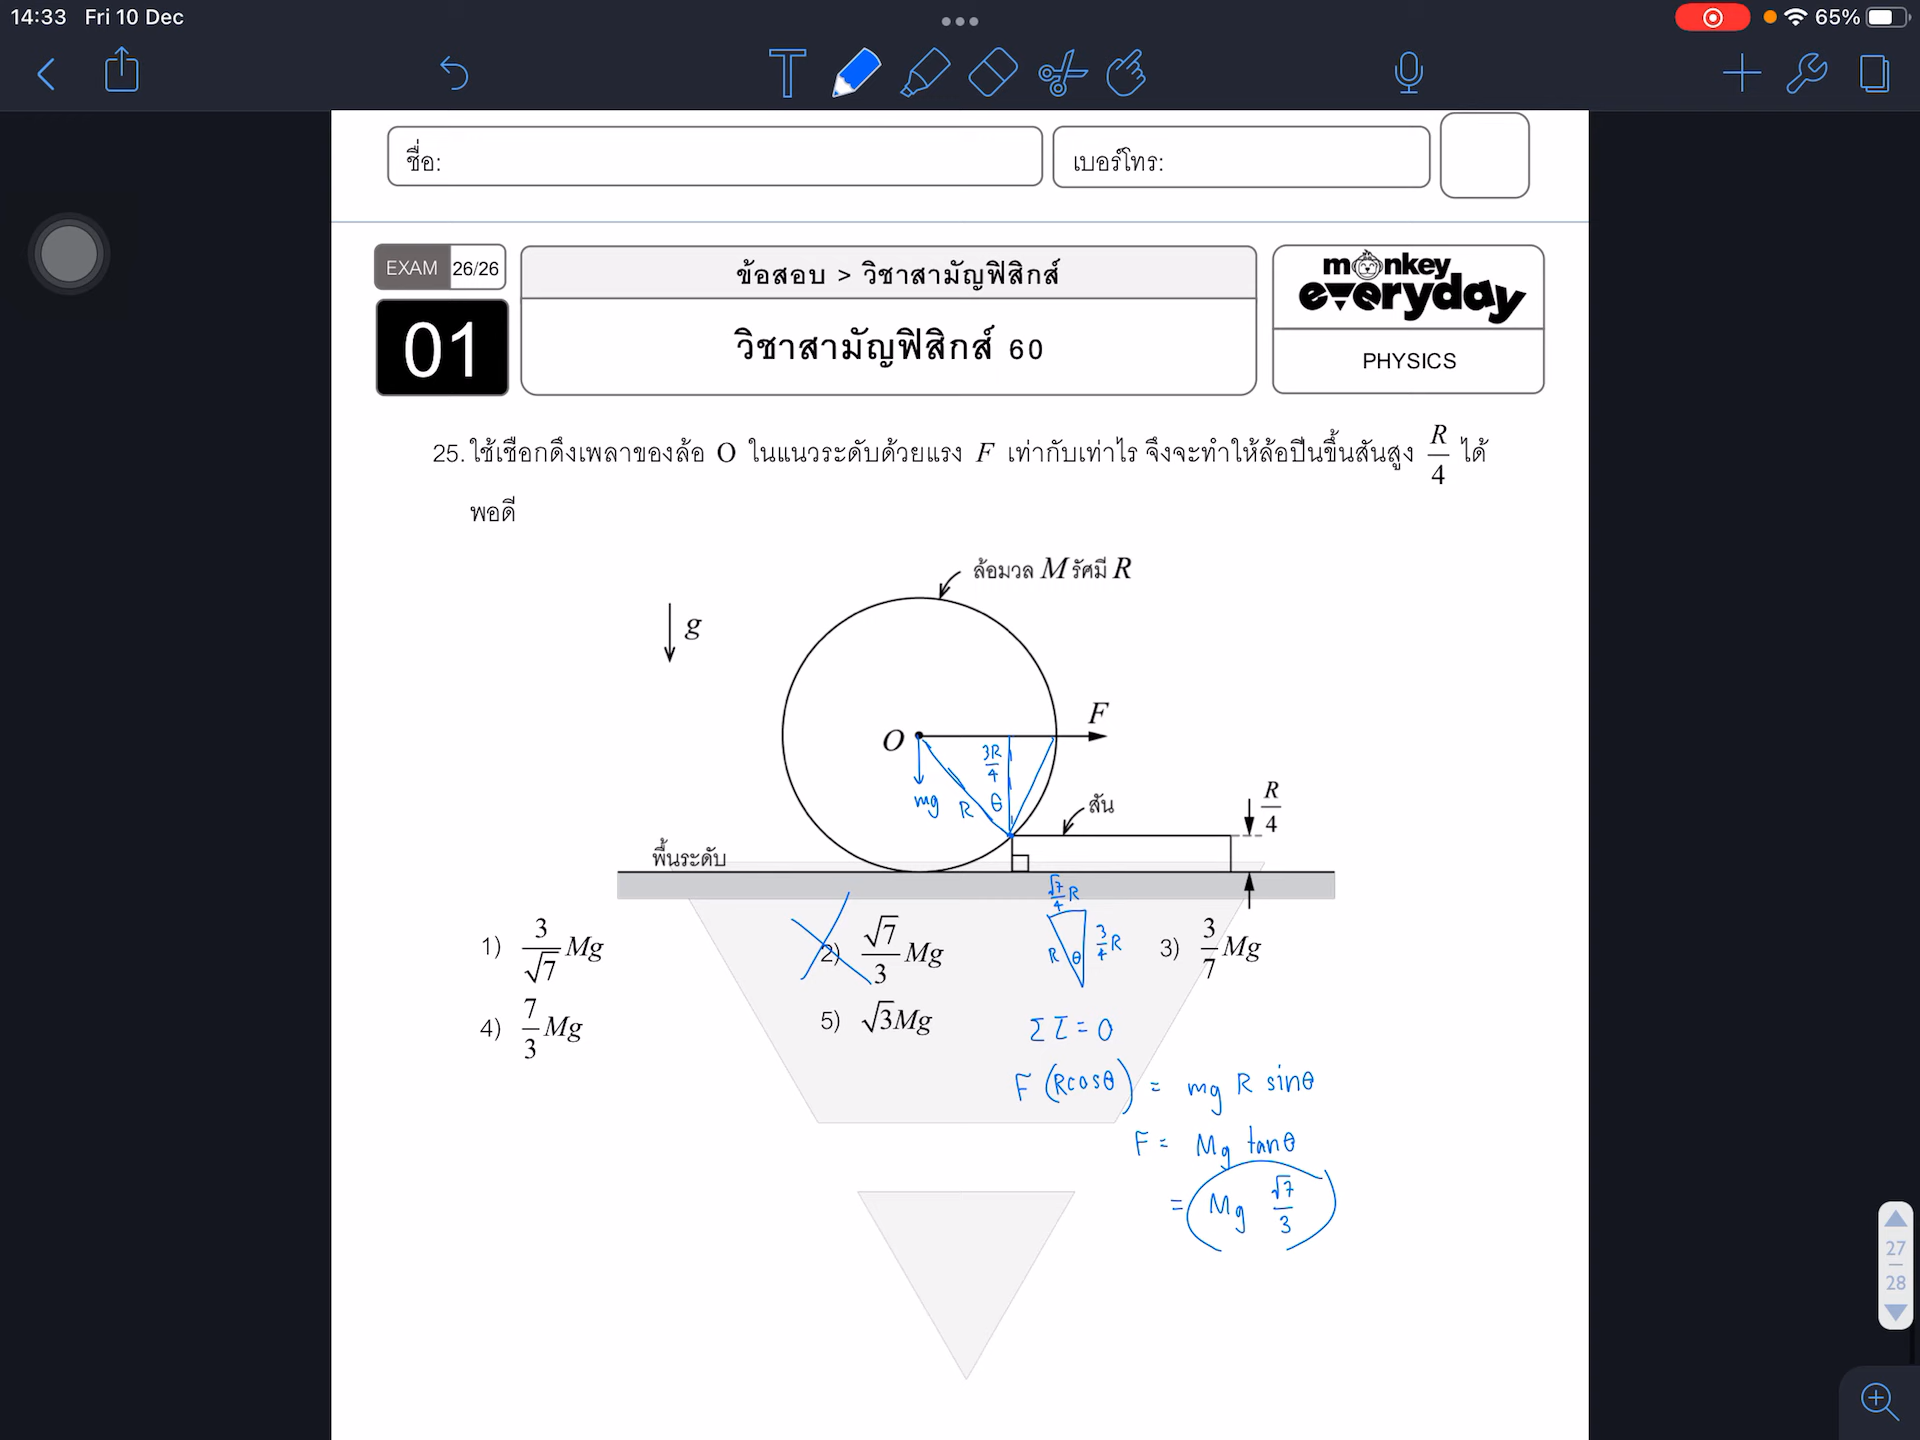 14:33 Fri 10 Dec
65%
ชื่อ:
เบอร์โทร:
EXAM 26/26
01
ข้อสอบ > วิชาสามัญฟิสิกส์
วิชาสามัญฟิสิกส์ 60
monkey
everyday
PHYSICS
25. ใช้เชือกดึงเพลาของล้อ O ในแนวระดับด้วยแรง F เท่ากับเท่าไร จึงจะทำให้ล้อปีนขึ้นสันสูง R/4 ได้
พอดี
ล้อมวล M รัศมี R
g
F
O
3R/4
mg R θ
สัน
R/4
พื้นระดับ
√7/4 R
1) 3/√7 Mg
2) √7/3 Mg
R θ 3/4 R
3) 3/7 Mg
4) 7/3 Mg
5) √3Mg
Στ = 0
F (Rcosθ) = mg R sinθ
F = Mg tanθ
= Mg √7/3
27
28